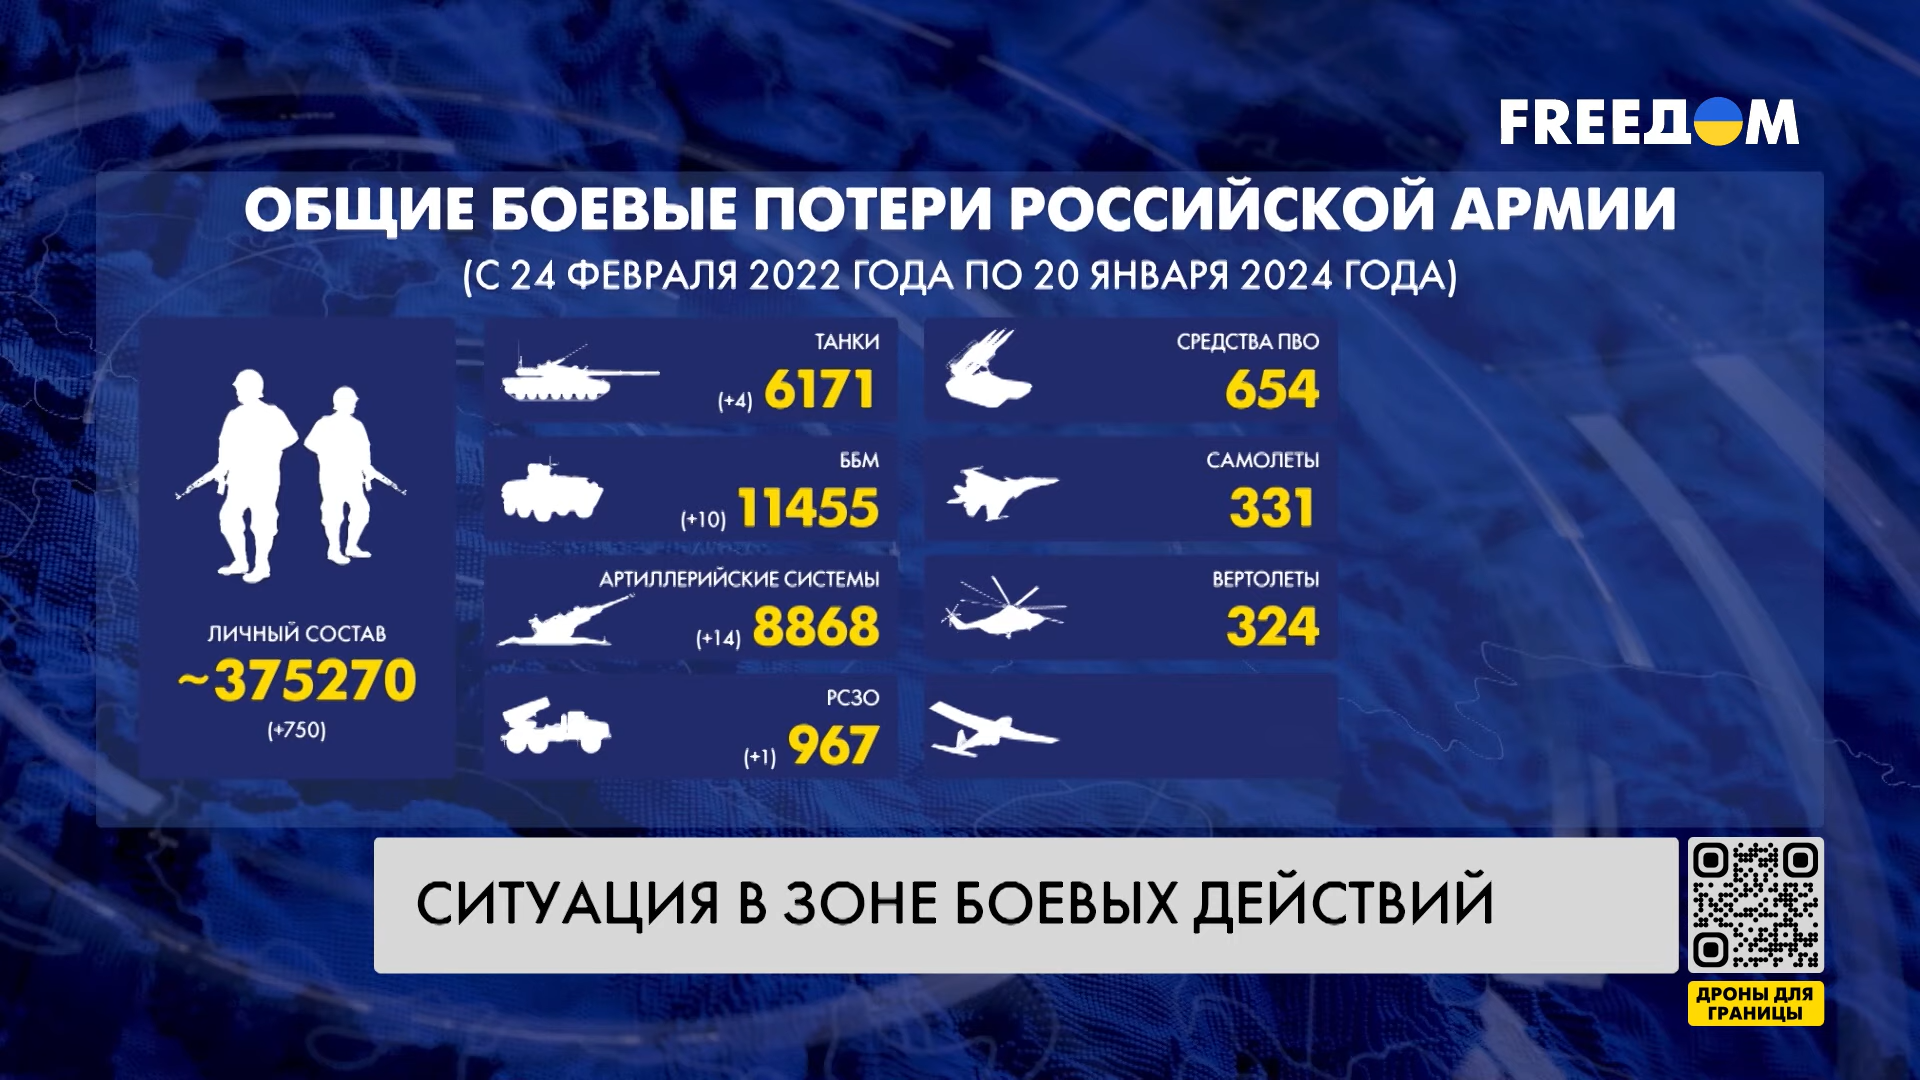 FREEДOM
ОБЩИЕ БОЕВЫЕ ПОТЕРИ РОССИЙСКОЙ АРМИИ
(С 24 ФЕВРАЛЯ 2022 ГОДА ПО 20 ЯНВАРЯ 2024 ГОДА)
ЛИЧНЫЙ СОСТАВ
~375270
(+750)
ТАНКИ
(+4) 6171
ББМ
(+10) 11455
АРТИЛЛЕРИЙСКИЕ СИСТЕМЫ
(+14) 8868
РСЗО
(+1) 967
СРЕДСТВА ПВО
654
САМОЛЕТЫ
331
ВЕРТОЛЕТЫ
324
СИТУАЦИЯ В ЗОНЕ БОЕВЫХ ДЕЙСТВИЙ
ДРОНЫ ДЛЯ
ГРАНИЦЫ